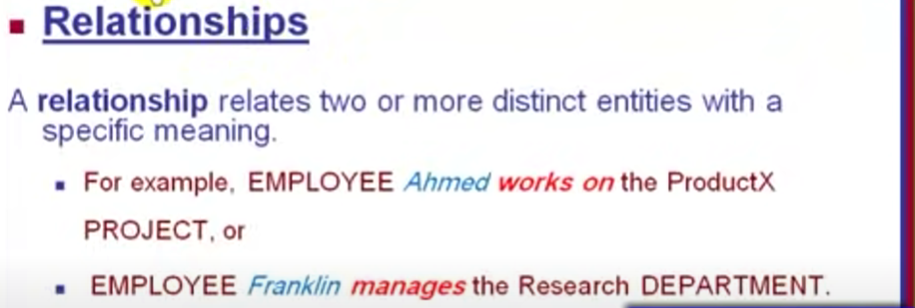 Relationships
A relationship relates two or more distinct entities with a
specific meaning.
For example, EMPLOYEE Ahmed works on the ProductX
PROJECT, or
EMPLOYEE Franklin manages the Research DEPARTMENT.